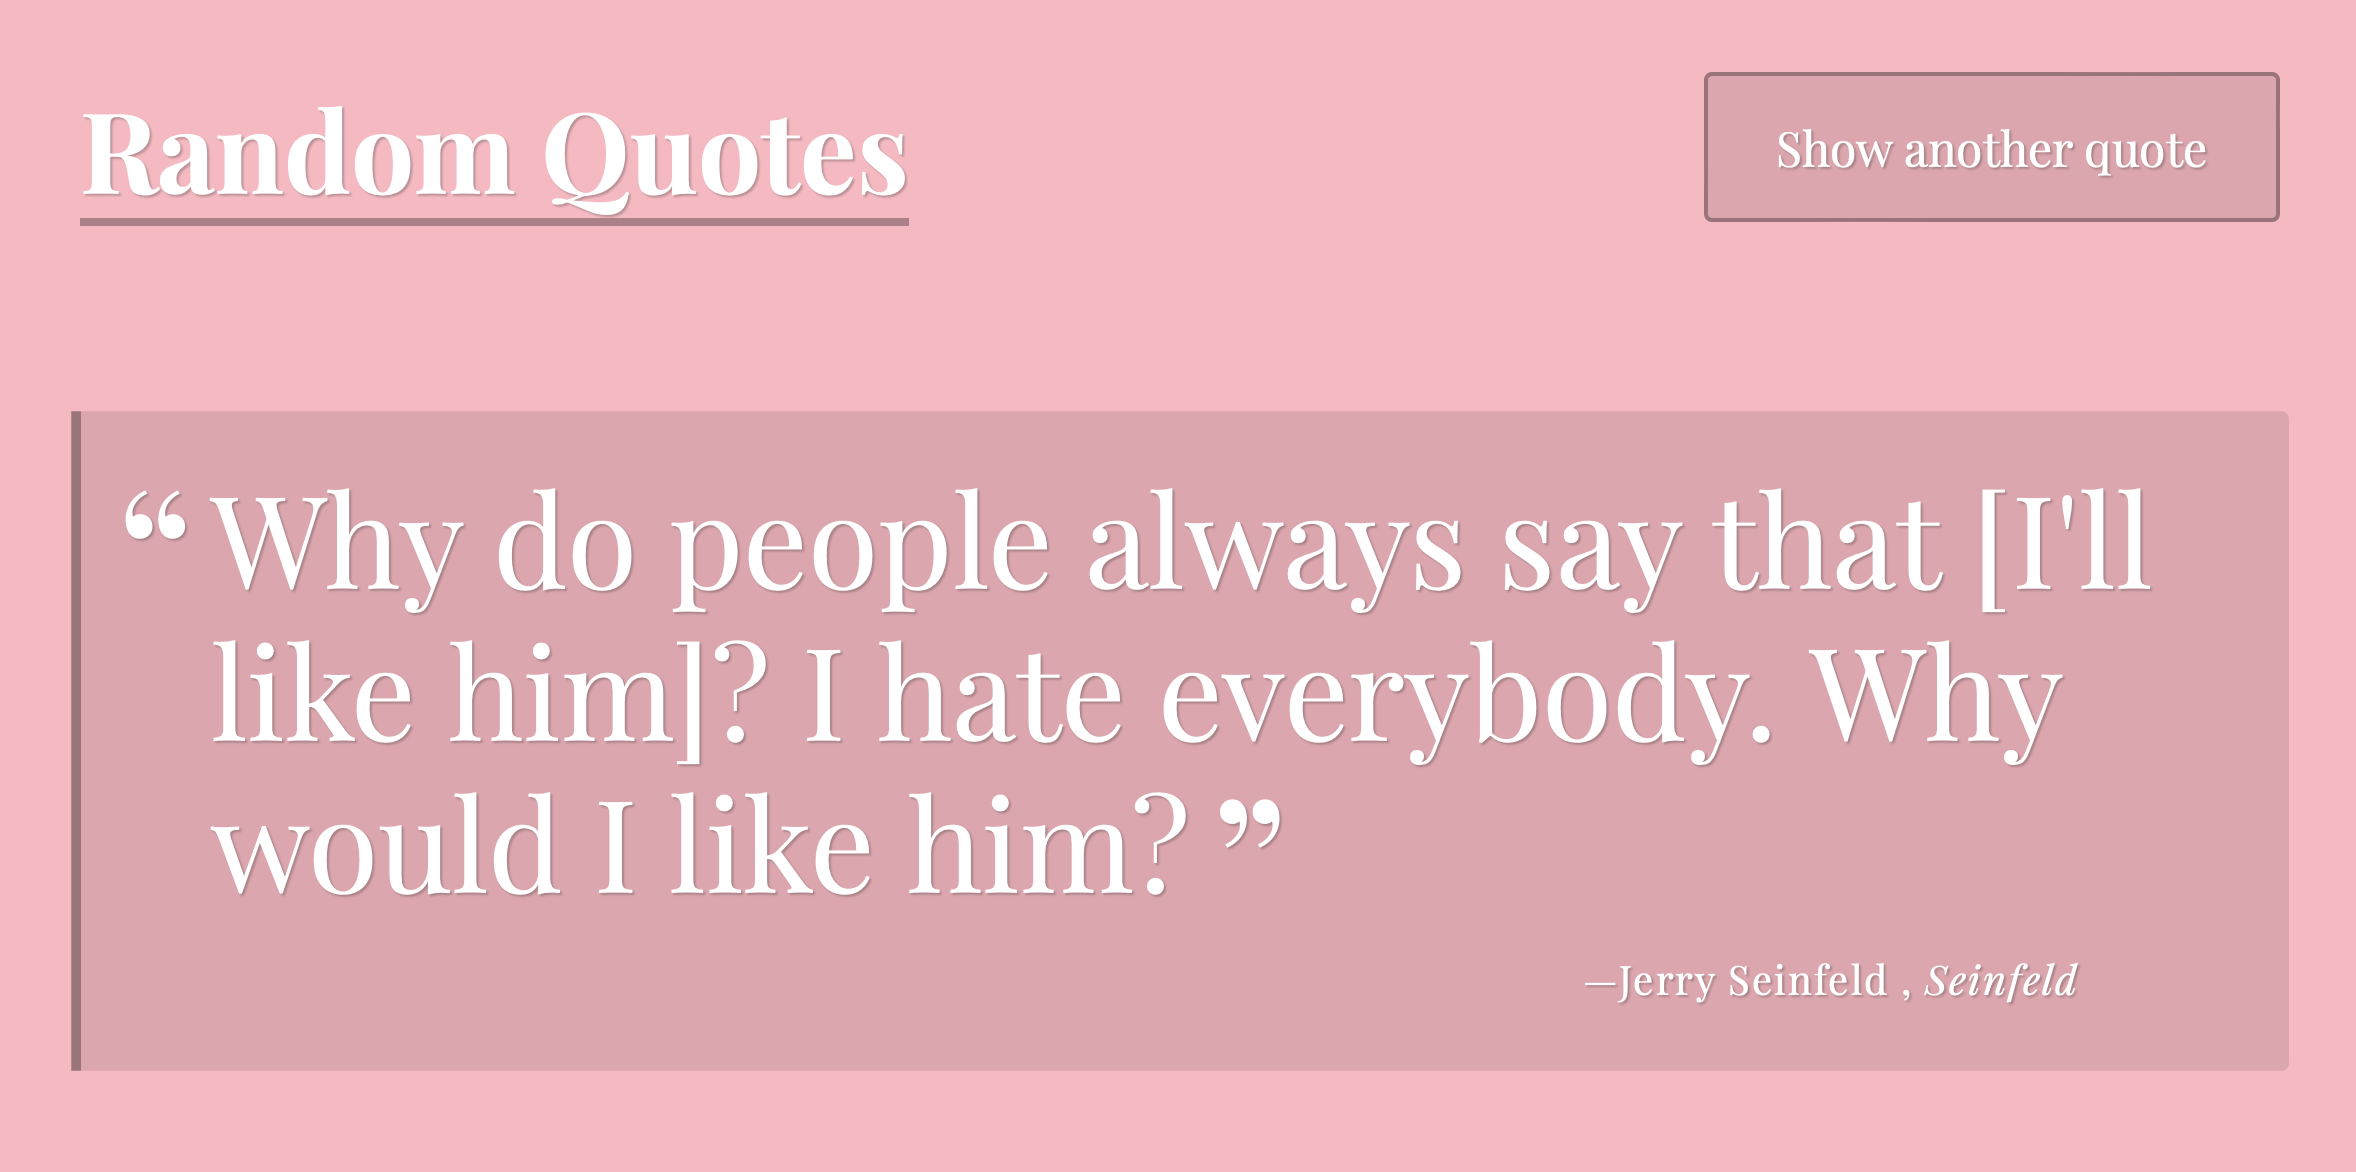 Random Quotes
Show another quote
“Why do people always say that [I'll
like him]? I hate everybody. Why
would I like him?”
—Jerry Seinfeld , Seinfeld